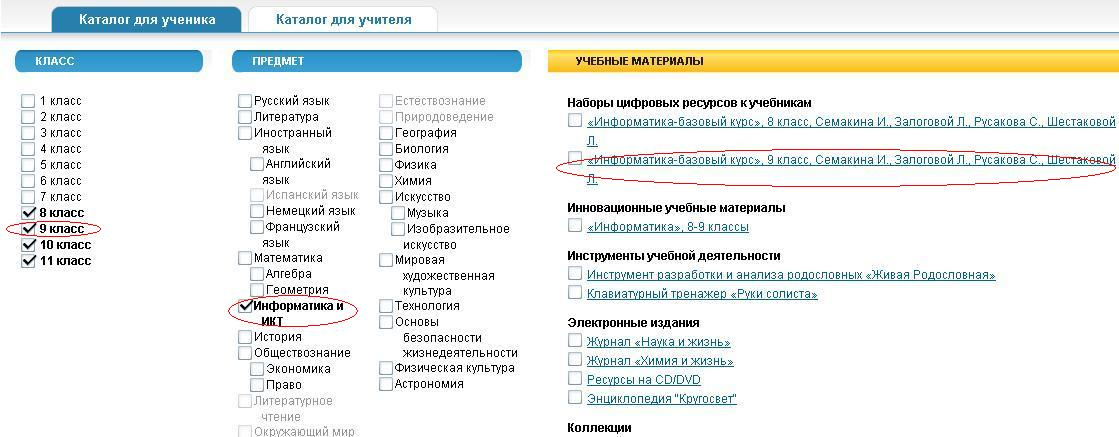 Каталог для ученика
Каталог для учителя
КЛАСС
1 класс
2 класс
3 класс
4 класс
5 класс
6 класс
7 класс
8 класс
9 класс
10 класс
11 класс
ПРЕДМЕТ
Русский язык
Литература
Иностранный
язык
Английский
язык
Испанский язык
Немецкий язык
Французский
язык
Математика
Алгебра
Геометрия
Информатика и
ИКТ
История
Обществознание
Экономика
Право
Литературное
чтение
Окружающий мир
Естествознание
Природоведение
География
Биология
Физика
Химия
Искусство
Музыка
Изобразительное
искусство
Мировая
художественная
культура
Технология
Основы
безопасности
жизнедеятельности
Физическая культура
Астрономия
УЧЕБНЫЕ МАТЕРИАЛЫ
Наборы цифровых ресурсов к учебникам
«Информатика-базовый курс», 8 класс, Семакина И., Залоговой Л., Русакова С., Шестаковой
Л.
«Информатика-базовый курс», 9 класс, Семакина И., Залоговой Л., Русакова С., Шестаковой
Л.
Инновационные учебные материалы
«Информатика», 8-9 классы
Инструменты учебной деятельности
Инструмент разработки и анализа родословных «Живая Родословная»
Клавиатурный тренажер «Руки солиста»
Электронные издания
Журнал «Наука и жизнь»
Журнал «Химия и жизнь»
Ресурсы на CD/DVD
Энциклопедия "Кругосвет"
Коллекции